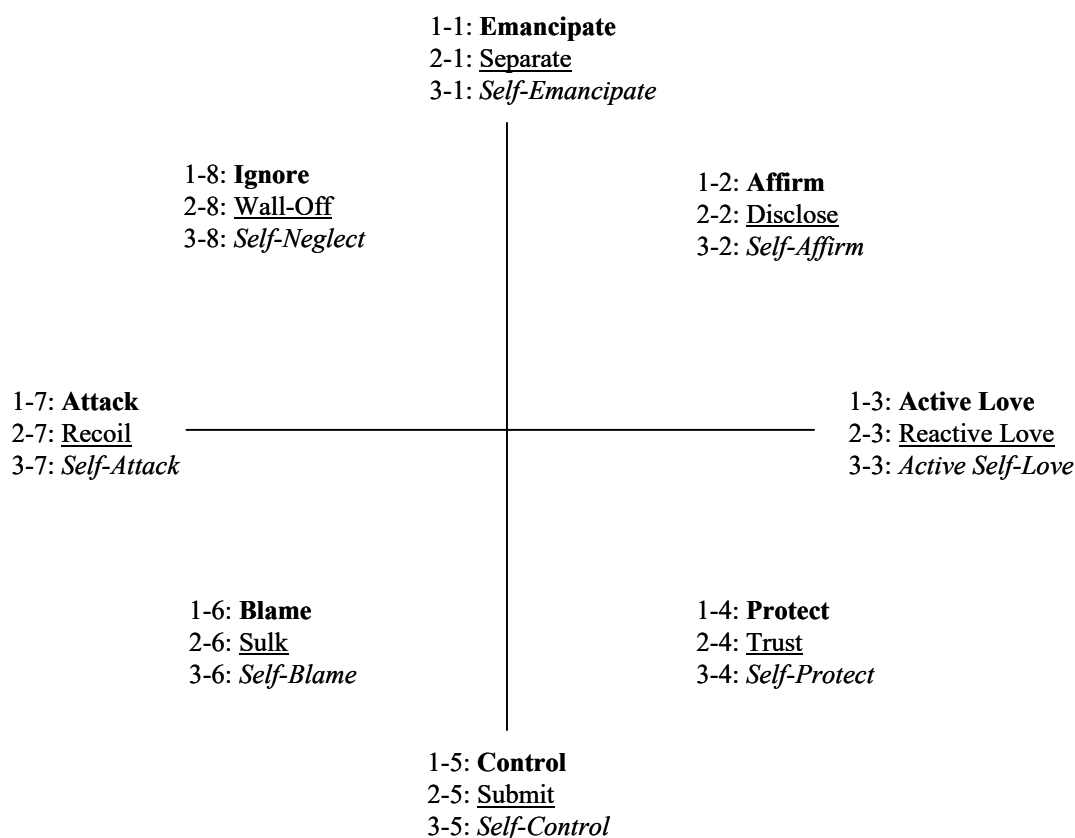 1-1: Emancipate
2-1: Separate
3-1: Self-Emancipate
1-8: Ignore
2-8: Wall-Off
3-8: Self-Neglect
1-2: Affirm
2-2: Disclose
3-2: Self-Affirm
1-7: Attack
2-7: Recoil
3-7: Self-Attack
1-3: Active Love
2-3: Reactive Love
3-3: Active Self-Love
1-6: Blame
2-6: Sulk
3-6: Self-Blame
1-4: Protect
2-4: Trust
3-4: Self-Protect
1-5: Control
2-5: Submit
3-5: Self-Control